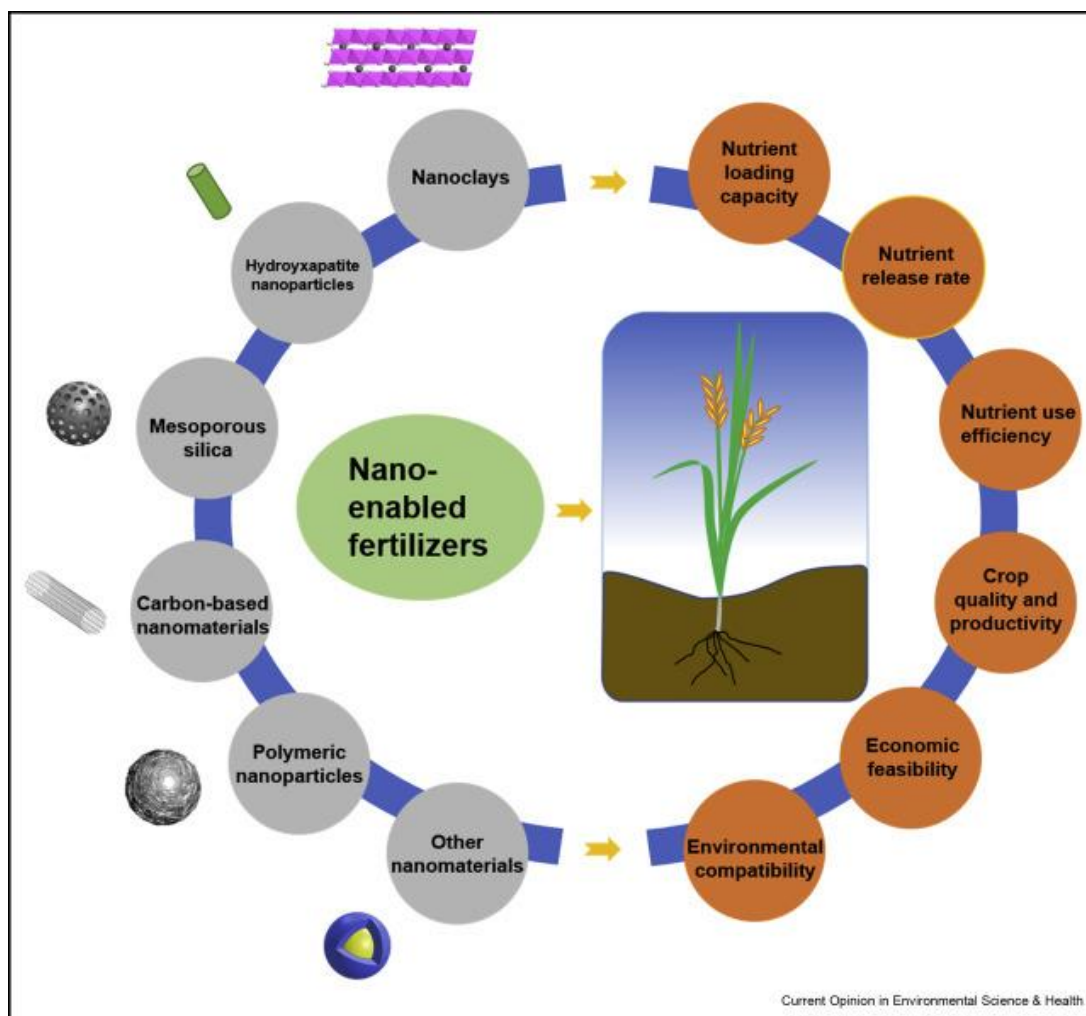 Nanoclays
Hydroyxapatite
nanoparticles
Mesoporous
silica
Carbon-based
nanomaterials
Polymeric
nanoparticles
Other
nanomaterials
Nano-
enabled
fertilizers
Nutrient
loading
capacity
Nutrient
release rate
Nutrient use
efficiency
Crop
quality and
productivity
Economic
feasibility
Environmental
compatibility
Current Opinion in Environmental Science & Health